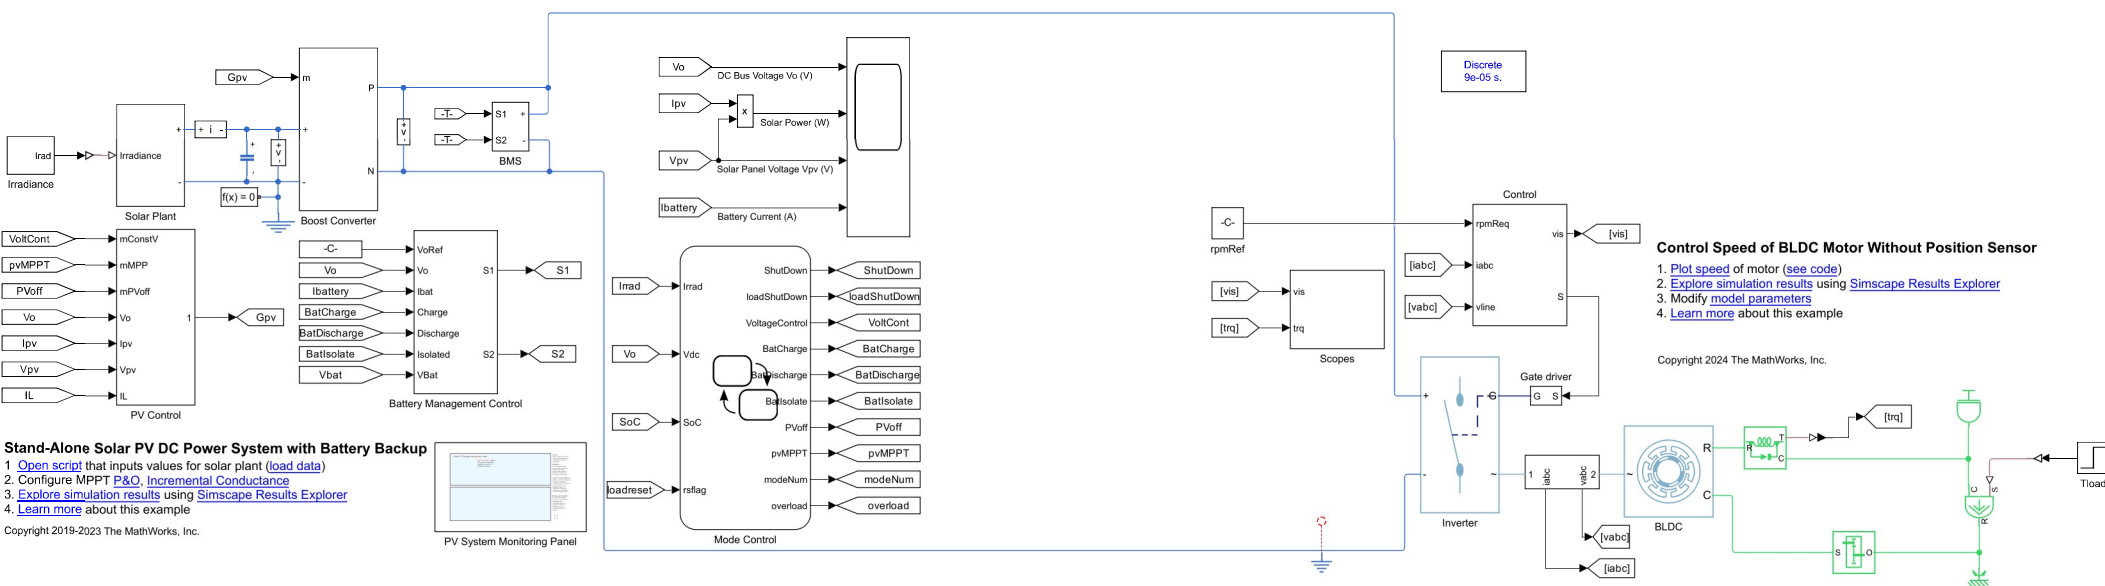 Gpv
m
P
N
+
-
Boost Converter
Irad
Irradiance
Irradiance
+
-
Solar Plant
+ i -
+
+ V -
f(x) = 0
+ V -
-T-
-T-
S1
S2
+
-
BMS
Vo
DC Bus Voltage Vo (V)
Ipv
x
Solar Power (W)
Vpv
Solar Panel Voltage Vpv (V)
Ibattery
Battery Current (A)
Discrete
9e-05 s.
VoltCont
mConstV
pvMPPT
mMPP
PVoff
mPVoff
Vo
Vo
1
Gpv
Ipv
Ipv
Vpv
Vpv
IL
IL
PV Control
-C-
VoRef
Vo
Vo
S1
S1
Ibattery
Ibat
BatCharge
Charge
BatDischarge
Discharge
BatIsolate
Isolated
S2
S2
Vbat
VBat
Battery Management Control
Irrad
Irrad
Vo
Vdc
SoC
SoC
loadreset
rsflag
ShutDown
ShutDown
loadShutDown
loadShutDown
VoltageControl
VoltCont
BatCharge
BatCharge
BatDischarge
BatDischarge
BatIsolate
BatIsolate
PVoff
PVoff
pvMPPT
pvMPPT
modeNum
modeNum
overload
overload
Mode Control
Stand-Alone Solar PV DC Power System with Battery Backup
1 Open script that inputs values for solar plant (load data)
2. Configure MPPT P&O, Incremental Conductance
3. Explore simulation results using Simscape Results Explorer
4. Learn more about this example
Copyright 2019-2023 The MathWorks, Inc.
PV System Monitoring Panel
Control
-C-
rpmRef
rpmReq
vis
[vis]
[iabc]
iabc
[vabc]
vline
S
[vis]
vis
[trq]
trq
Scopes
Control Speed of BLDC Motor Without Position Sensor
1. Plot speed of motor (see code)
2. Explore simulation results using Simscape Results Explorer
3. Modify model parameters
4. Learn more about this example
Copyright 2024 The MathWorks, Inc.
Gate driver
G S
+
G
-
~
Inverter
1
iabc
vabc
2
[vabc]
[iabc]
~
R
C
BLDC
R
T
C
[trq]
C
S
R
S
O
Tload